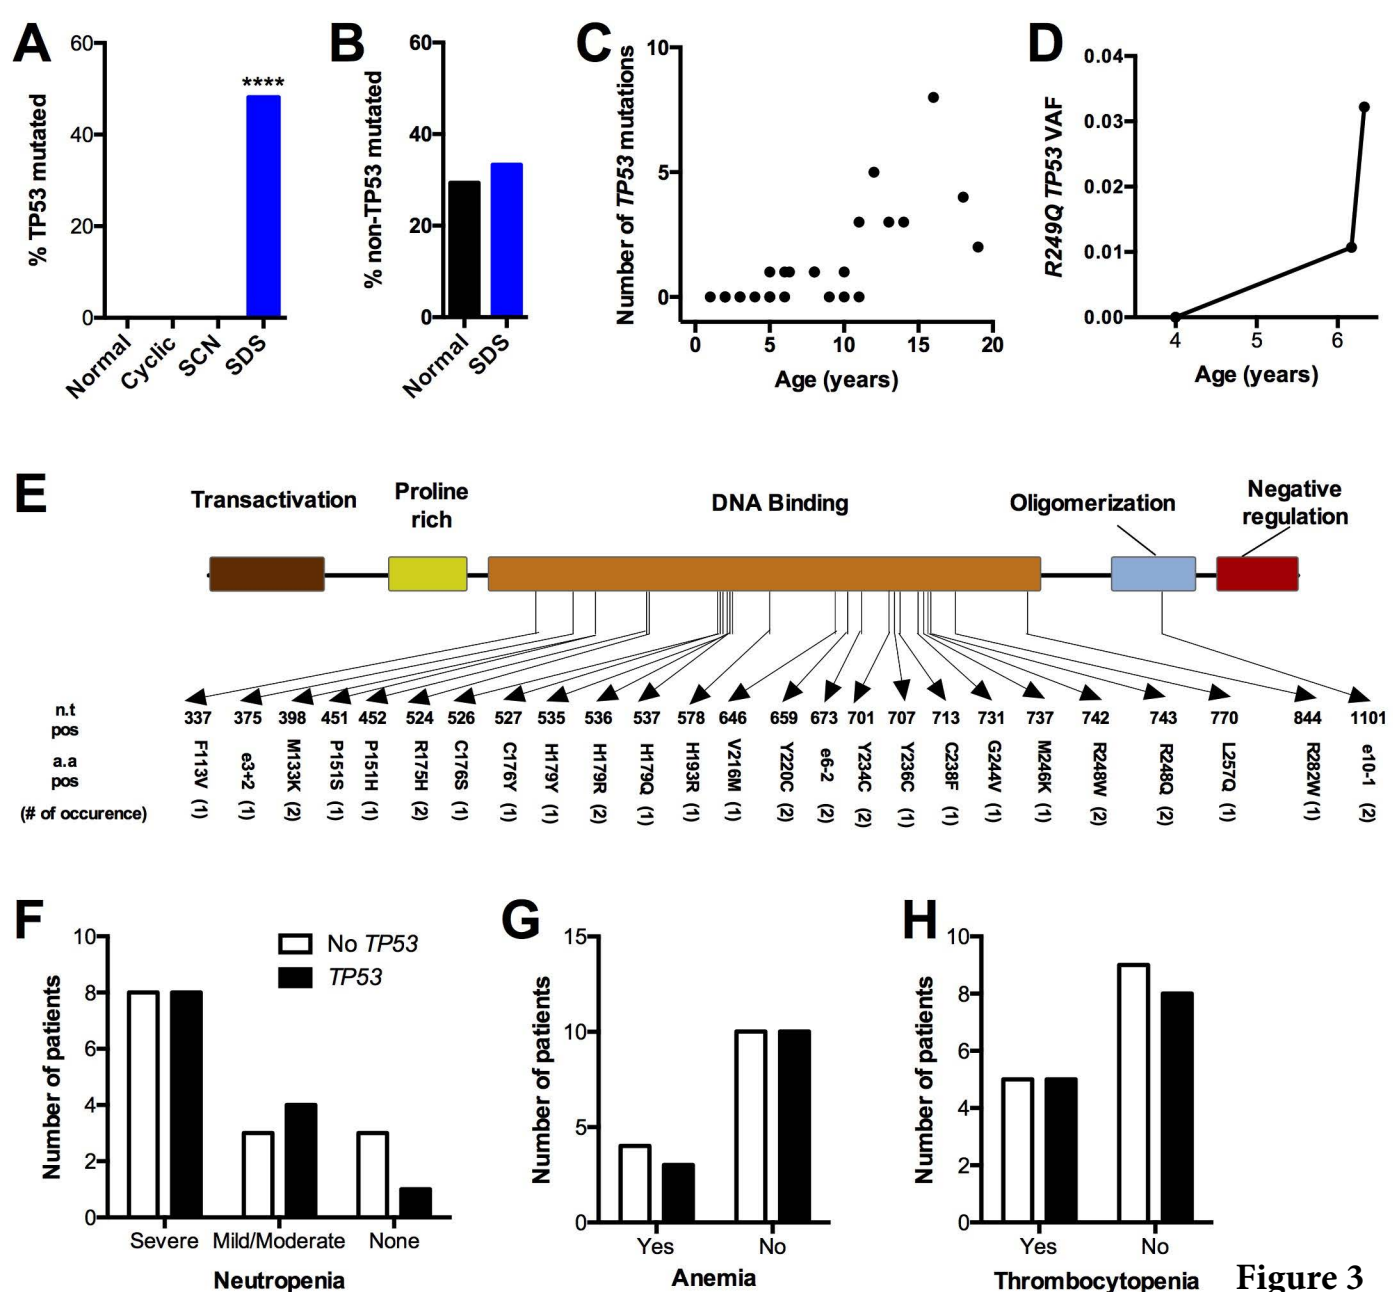 A
% TP53 mutated
60
40
20
0
****
Normal
Cyclic
SCN
SDS
B
% non-TP53 mutated
60
40
20
0
Normal
SDS
C
Number of TP53 mutations
10
5
0
0 5 10 15 20
Age (years)
D
R249Q TP53 VAF
0.04
0.03
0.02
0.01
0.00
4 5 6
Age (years)
E
Transactivation
Proline
rich
DNA Binding
Oligomerization
Negative
regulation
n.t
pos
337 375 398 451 452 524 526 527 535 536 537 578 646 659 673 701 707 713 731 737 742 743 770 844 1101
a.a
pos
(# of occurence)
F113V (1)
e3+2 (1)
M133K (2)
P151S (1)
P151H (1)
R175H (2)
C176S (1)
C176Y (1)
H179Y (1)
H179R (2)
H179Q (1)
H193R (1)
V216M (1)
Y220C (2)
e6-2 (2)
Y234C (2)
Y236C (1)
C238F (1)
G244V (1)
M246K (1)
R248W (2)
R248Q (2)
L257Q (1)
R282W (1)
e10-1 (2)
F
Number of patients
10
8
6
4
2
0
No TP53
TP53
Severe Mild/Moderate None
Neutropenia
G
Number of patients
15
10
5
0
Yes No
Anemia
H
Number of patients
10
8
6
4
2
0
Yes No
Thrombocytopenia
Figure 3